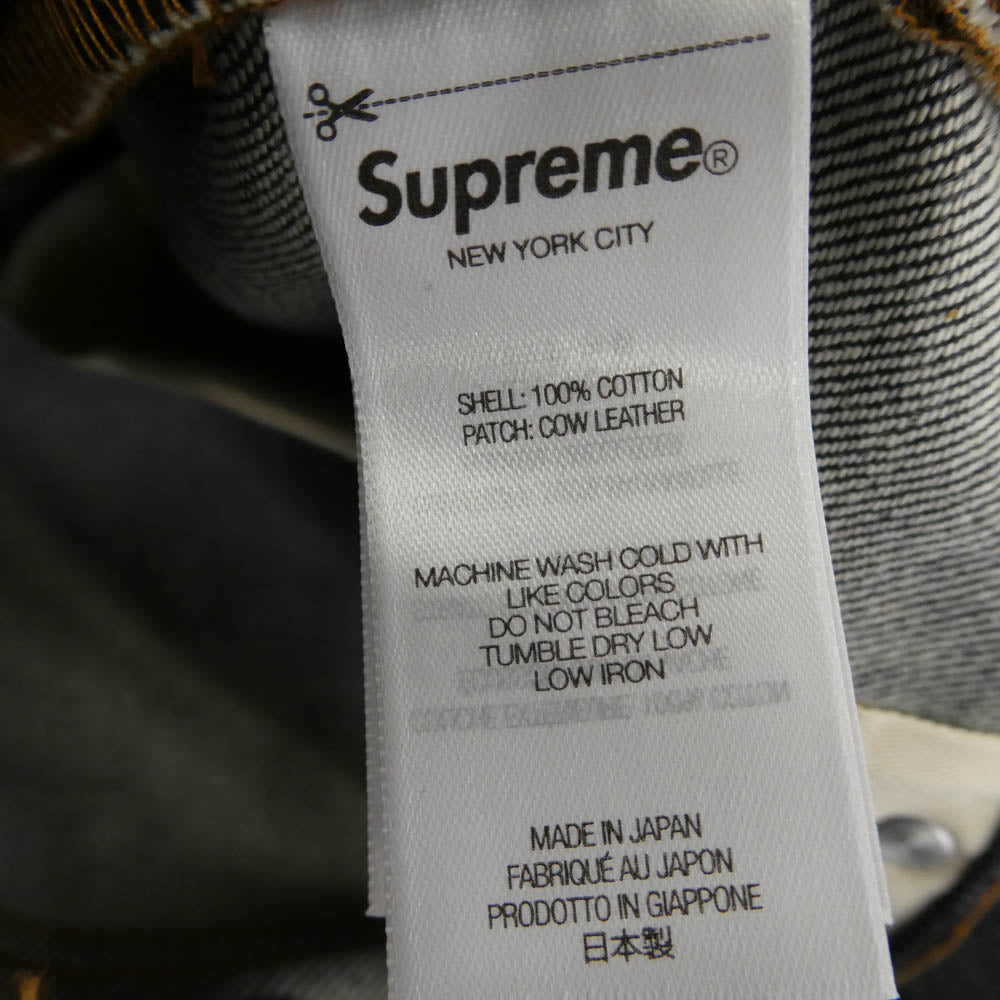 Supreme®
NEW YORK CITY
SHELL: 100% COTTON
PATCH: COW LEATHER
MACHINE WASH COLD WITH
LIKE COLORS
DO NOT BLEACH
TUMBLE DRY LOW
LOW IRON
MADE IN JAPAN
FABRIQUÉ AU JAPON
PRODOTTO IN GIAPPONE
日本製